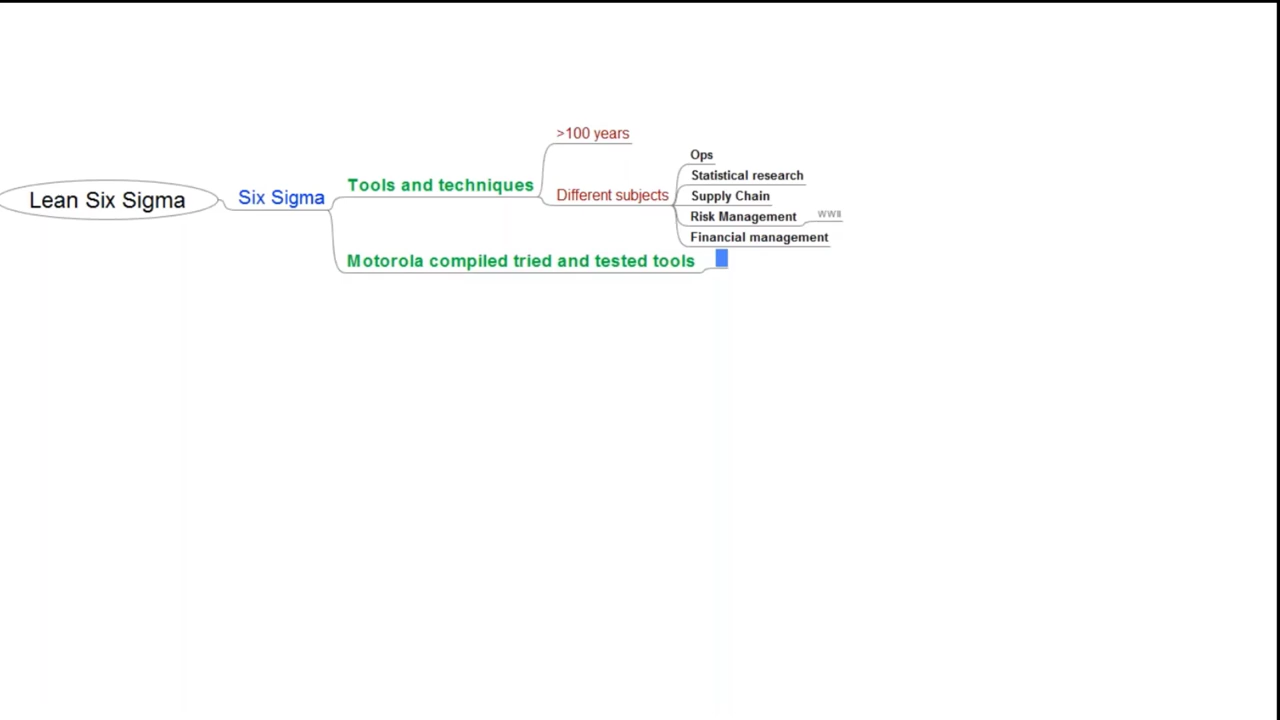 >100 years
Ops
Statistical research
Tools and techniques
Different subjects
Supply Chain
Lean Six Sigma
Six Sigma
Risk Management
WWII
Financial management
Motorola compiled tried and tested tools